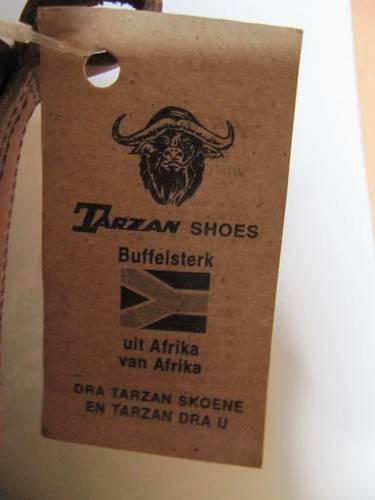 TARZAN SHOES
Buffelsterk
uit Afrika
van Afrika
DRA TARZAN SKOENE
EN TARZAN DRA U